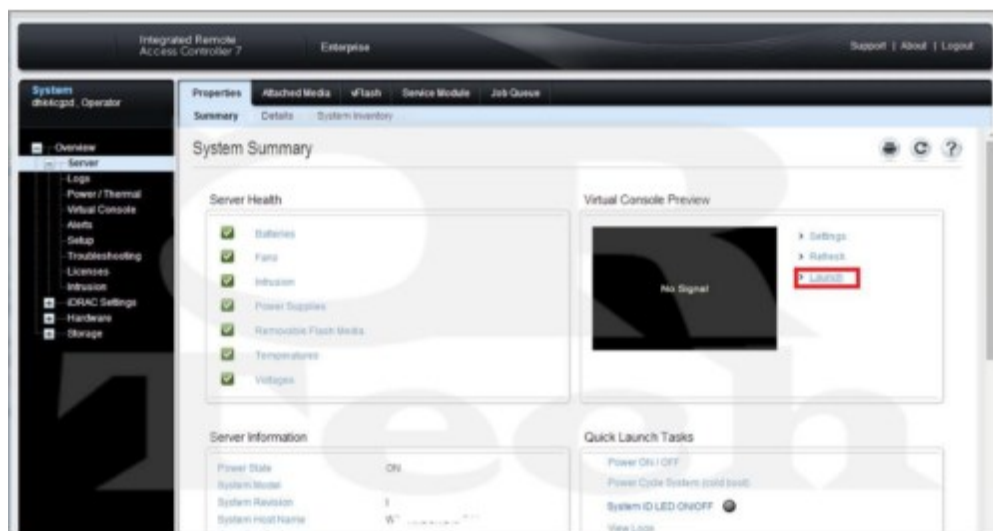 Integrated Remote
Access Controller 7
Enterprise
Support | About | Logout
System
Operator
Properties
Attached Media
vFlash
Service Module
Job Queue
Summary
Details
System Inventory
Overview
Server
Logs
Power / Thermal
Virtual Console
Alerts
Setup
Troubleshooting
Licenses
Intrusion
iDRAC Settings
Hardware
Storage
System Summary
Server Health
Batteries
Fans
Intrusion
Power Supplies
Removable Flash Media
Temperatures
Voltages
Virtual Console Preview
No Signal
Settings
Refresh
Launch
Server Information
Power State ON
System Model
System Revision I
System Host Name
Quick Launch Tasks
Power ON / OFF
Power Cycle System (cold boot)
System ID LED ON/OFF
View Logs
Tech